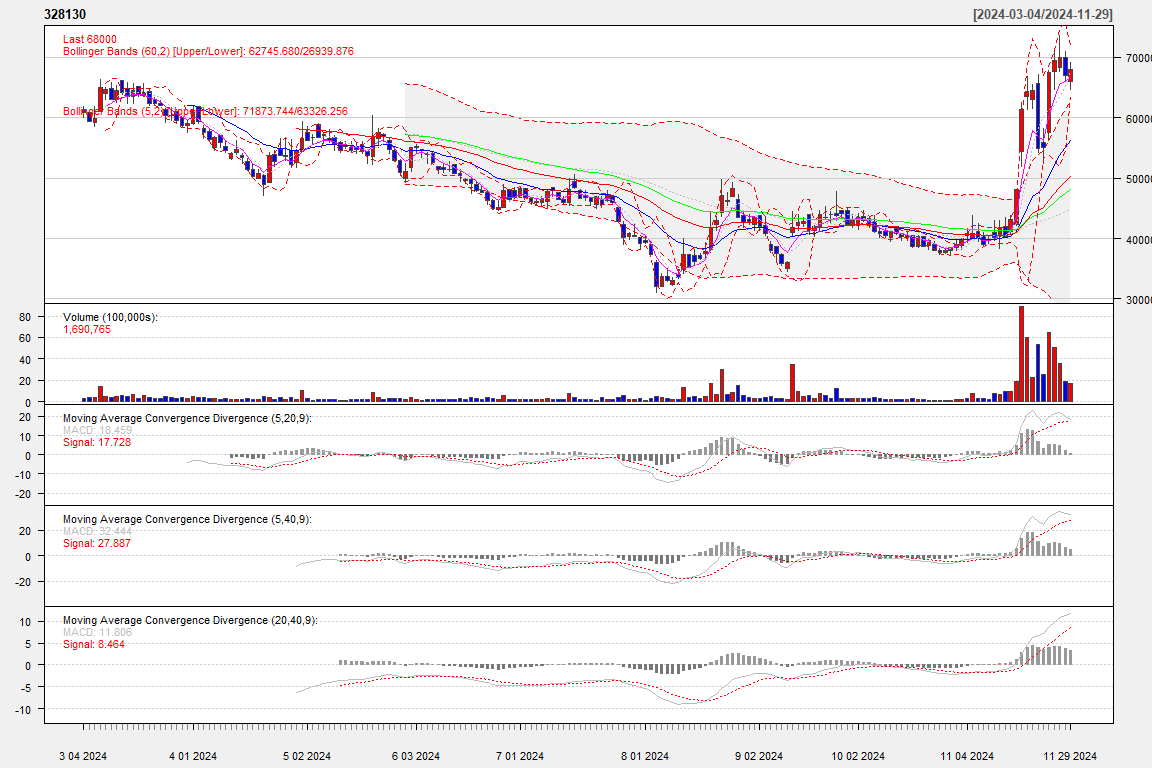 328130 [2024-03-04/2024-11-29]
Last 68000
Bollinger Bands (60,2) [Upper/Lower]: 62745.680/26939.876
Bollinger Bands (5,2) [Upper/Lower]: 71873.744/63326.256
70000
60000
50000
40000
30000
Volume (100,000s):
1,690,765
80
60
40
20
0
Moving Average Convergence Divergence (5,20,9):
MACD: 18.459
Signal: 17.728
20
10
0
-10
-20
Moving Average Convergence Divergence (5,40,9):
MACD: 32.444
Signal: 27.887
20
0
-20
Moving Average Convergence Divergence (20,40,9):
MACD: 11.806
Signal: 8.464
10
5
0
-5
-10
3 04 2024 4 01 2024 5 02 2024 6 03 2024 7 01 2024 8 01 2024 9 02 2024 10 02 2024 11 04 2024 11 29 2024